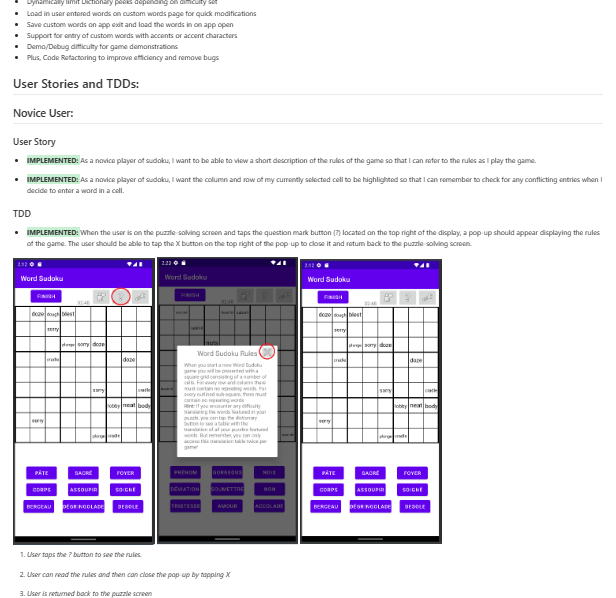 Dynamically limit Dictionary peeks depending on difficulty set
Load in user entered words on custom words page for quick modifications
Save custom words on app exit and load the words in on app open
Support for entry of custom words with accents or accent characters
Demo/Debug difficulty for game demonstrations
Plus, Code Refactoring to improve efficiency and remove bugs
User Stories and TDDs:
Novice User:
User Story
IMPLEMENTED: As a novice player of sudoku, I want to be able to view a short description of the rules of the game so that I can refer to the rules as I play the game.
IMPLEMENTED: As a novice player of sudoku, I want the column and row of my currently selected cell to be highlighted so that I can remember to check for any conflicting entries when I
decide to enter a word in a cell.
TDD
IMPLEMENTED: When the user is on the puzzle-solving screen and taps the question mark button (?) located on the top right of the display, a pop-up should appear displaying the rules
of the game. The user should be able to tap the X button on the top right of the pop-up to close it and return back to the puzzle-solving screen.
Word Sudoku
FINISH
doze dough blest
sorry
plunge sorry doze
cradle doze
sorry cradle
hobby neat body
sorry
plunge cradle
PÂTE SACRÉ FOYER
CORPS ASSOUPIR SOIGNÉ
BERGEAU DÉGRINGOLADE DESOLE
Word Sudoku
FINISH
Word Sudoku Rules
When you start a new Word Sudoku
game you will be presented with a
square grid consisting of a number of
cells. For every row and column there
must contain no repeating words. For
every outlined sub-square, there must
contain no repeating words
Hint: If you encounter any difficulty
translating the words featured in your
puzzle, you can tap the dictionary
button to see a table with the
translation of all your puzzles featured
words. But remember, you can only
access this translation table twice per
game!
PRÉNOM GORGEOUS NOIX
DÉVIATION SOUMETTRE NON
TRISTESSE AMOUR ACCOLADE
Word Sudoku
FINISH
doze dough blest
sorry
plunge sorry doze
cradle doze
sorry cradle
hobby neat body
sorry
plunge cradle
PÂTE SACRÉ FOYER
CORPS ASSOUPIR SOIGNÉ
BERGEAU DÉGRINGOLADE DESOLE
1. User taps the ? button to see the rules.
2. User can read the rules and then can close the pop-up by tapping X
3. User is returned back to the puzzle screen